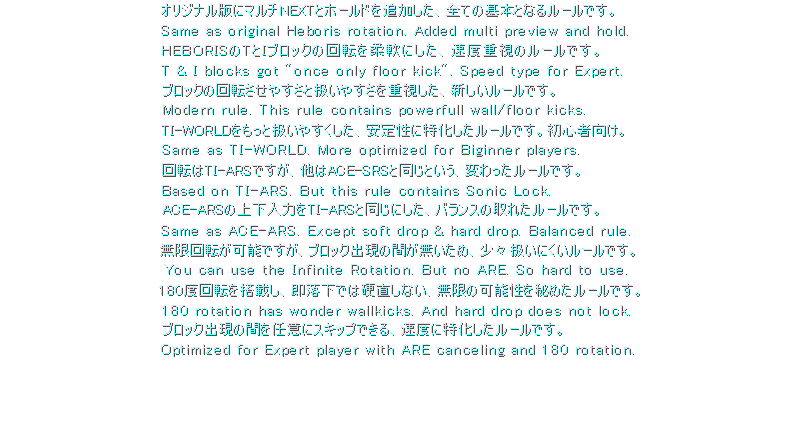 オリジナル版にマルチNEXTとホールドを追加した、全ての基本となるルールです。
Same as original Heboris rotation. Added multi preview and hold.
HEBORISのTとIブロックの回転を柔軟にした、速度重視のルールです。
T & I blocks got "once only floor kick". Speed type for Expert.
ブロックの回転させやすさと扱いやすさを重視した、新しいルールです。
Modern rule. This rule contains powerfull wall/floor kicks.
TI-WORLDをもっと扱いやすくした、安定性に特化したルールです。初心者向け。
Same as TI-WORLD. More optimized for Biginner players.
回転はTI-ARSですが、他はACE-SRSと同じという、変わったルールです。
Based on TI-ARS. But this rule contains Sonic Lock.
ACE-ARSの上下入力をTI-ARSと同じにした、バランスの取れたルールです。
Same as ACE-ARS. Except soft drop & hard drop. Balanced rule.
無限回転が可能ですが、ブロック出現の間が無いため、少々扱いにくいルールです。
You can use the Infinite Rotation. But no ARE. So hard to use.
180度回転を搭載し、即落下では硬直しない、無限の可能性を秘めたルールです。
180 rotation has wonder wallkicks. And hard drop does not lock.
ブロック出現の間を任意にスキップできる、速度に特化したルールです。
Optimized for Expert player with ARE canceling and 180 rotation.